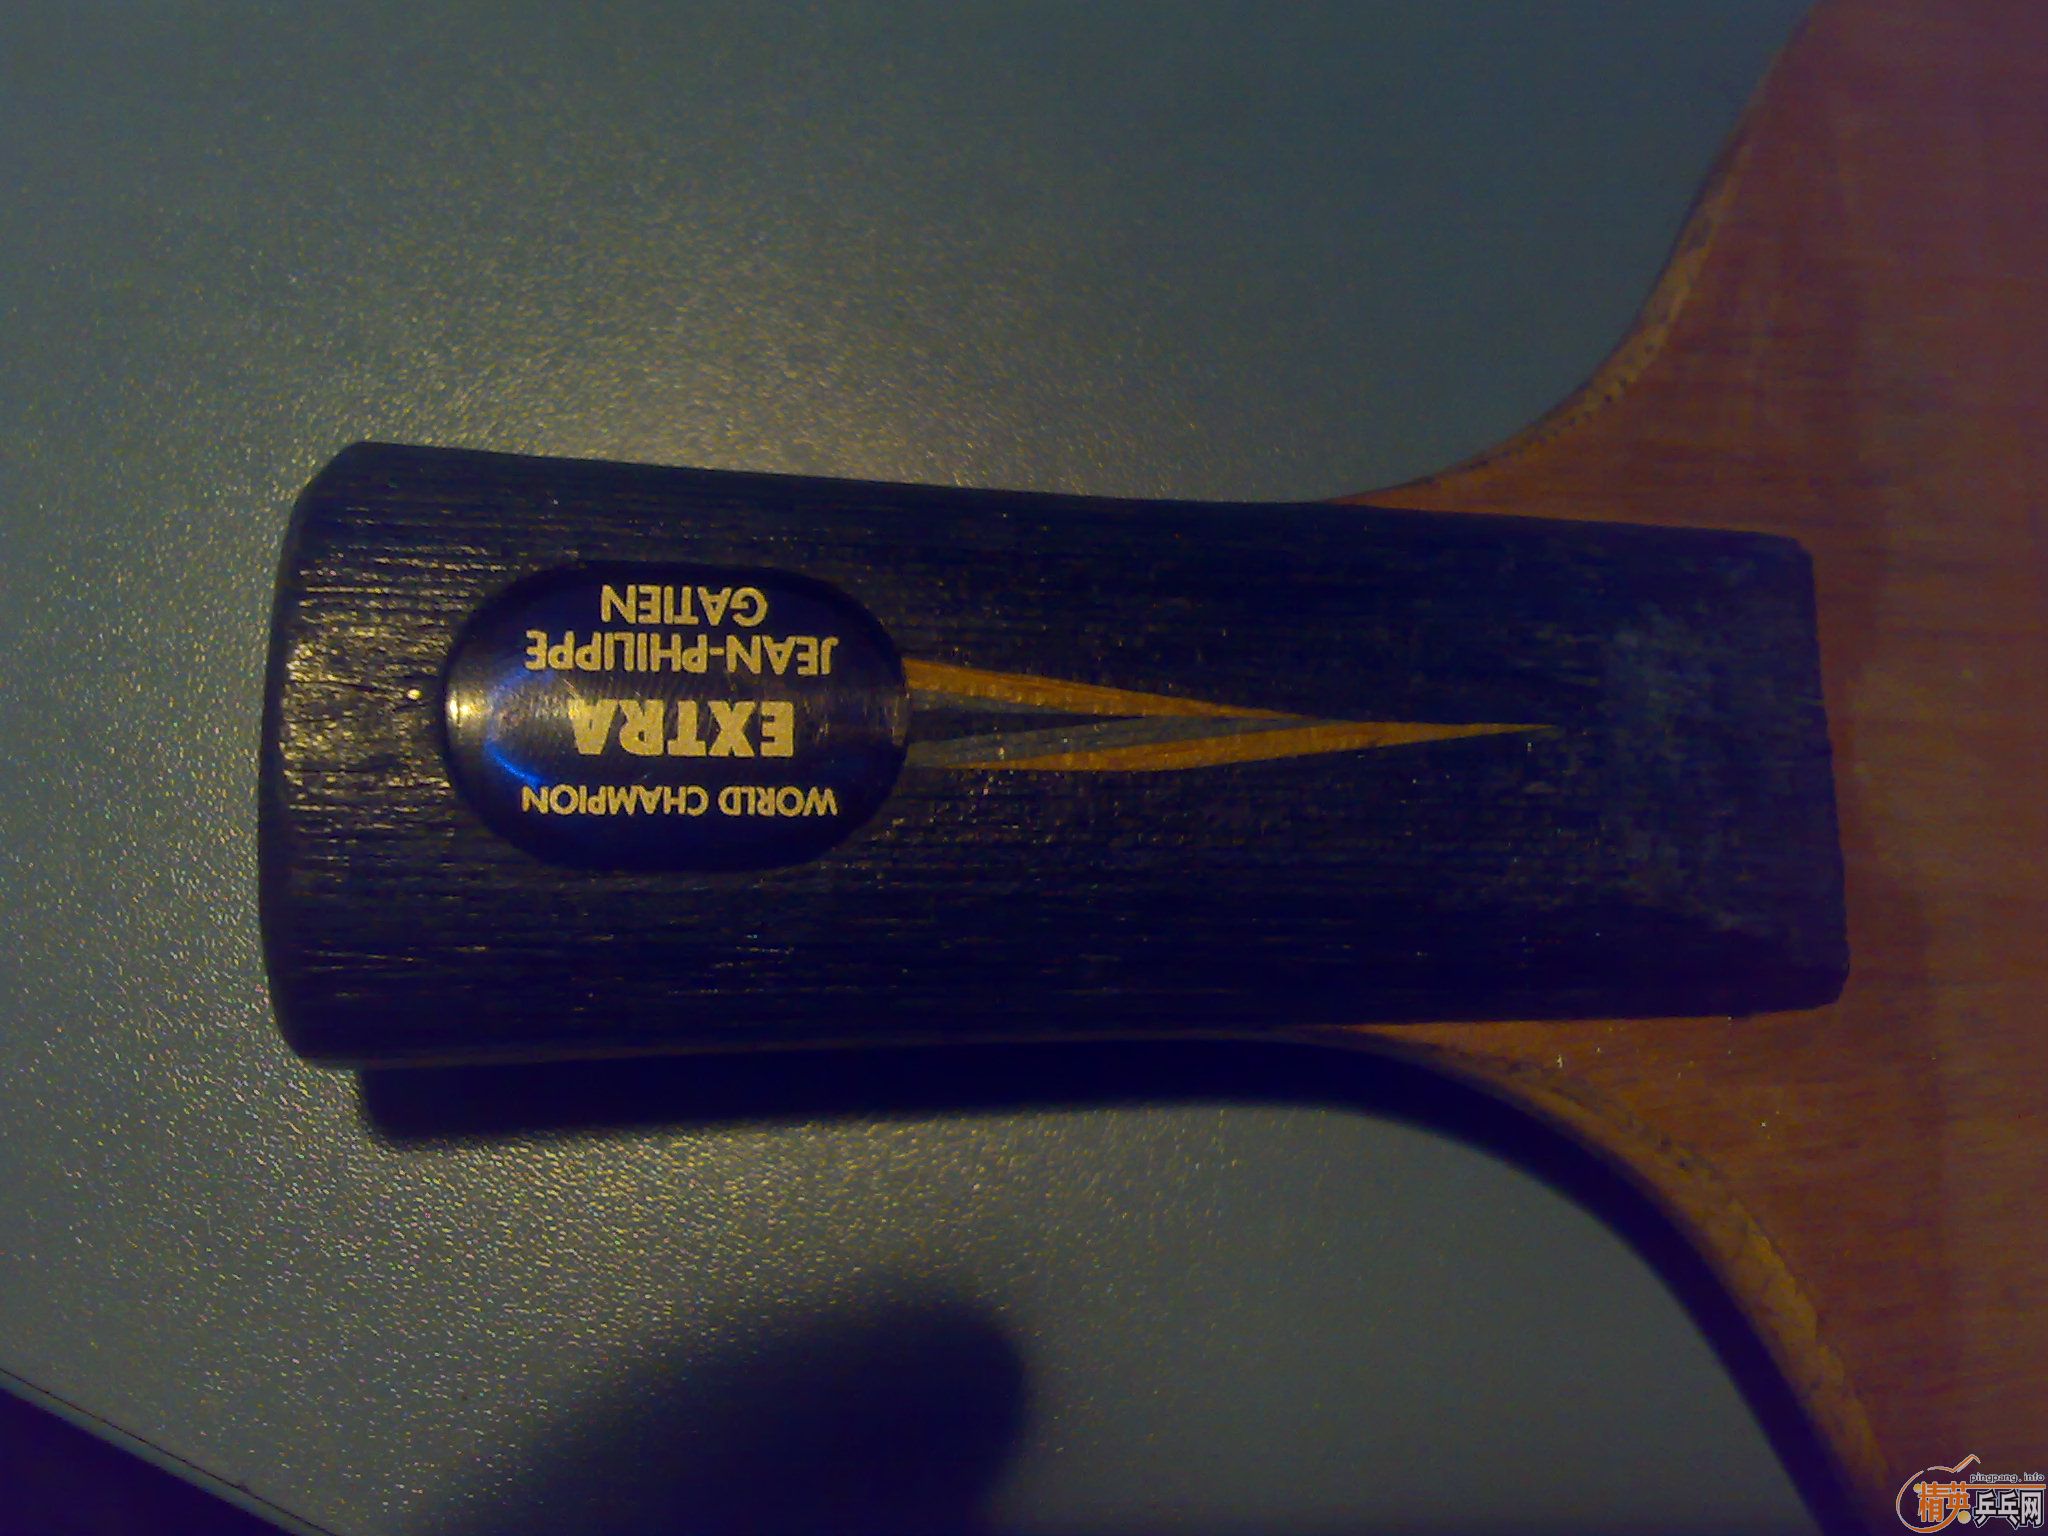 WORLD CHAMPION
EXTRA
JEAN-PHILIPPE
GATIEN
pingpang.info
精英乒乓网